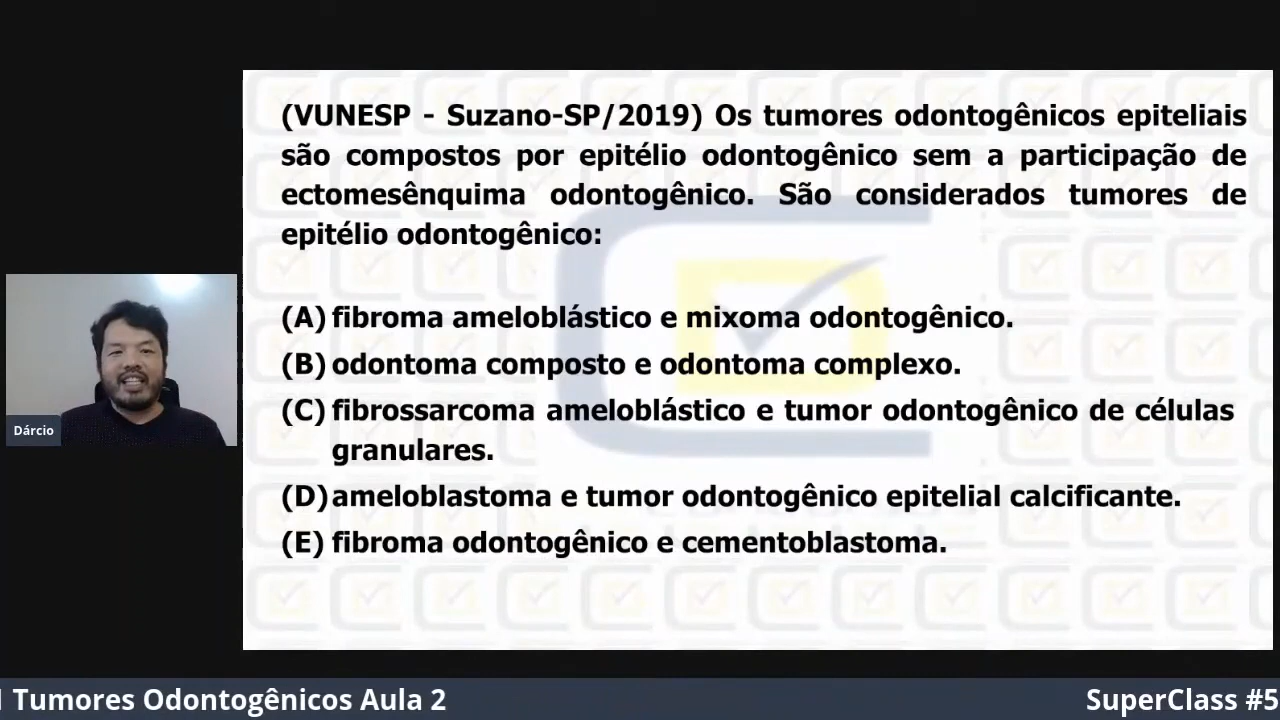 (VUNESP - Suzano-SP/2019) Os tumores odontogênicos epiteliais
são compostos por epitélio odontogênico sem a participação de
ectomesênquima odontogênico. São considerados tumores de
epitélio odontogênico:
(A) fibroma ameloblástico e mixoma odontogênico.
(B) odontoma composto e odontoma complexo.
(C) fibrossarcoma ameloblástico e tumor odontogênico de células
granulares.
(D) ameloblastoma e tumor odontogênico epitelial calcificante.
(E) fibroma odontogênico e cementoblastoma.
Dárcio
Tumores Odontogênicos Aula 2
SuperClass #5